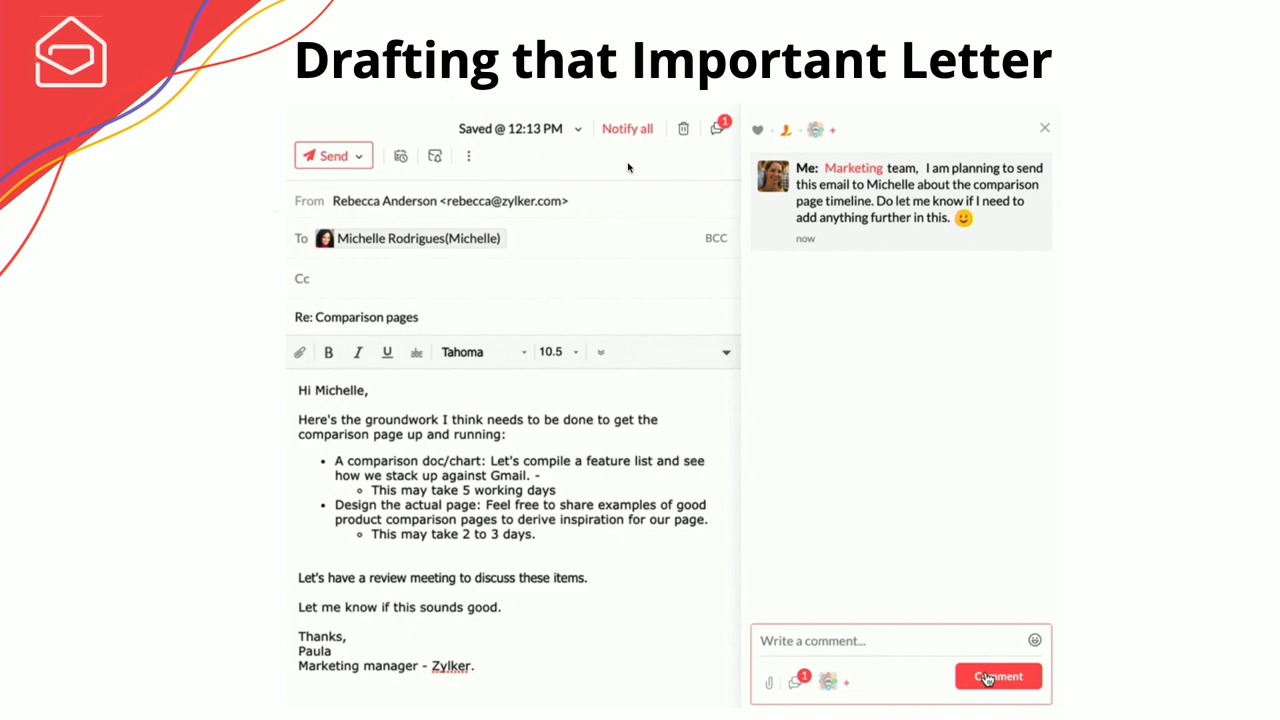 Drafting that Important Letter
Saved @ 12:13 PM
Notify all
1
Send
From Rebecca Anderson <rebecca@zylker.com>
To Michelle Rodrigues(Michelle) BCC
Cc
Re: Comparison pages
B I U abc Tahoma 10.5
Hi Michelle,
Here's the groundwork I think needs to be done to get the
comparison page up and running:
• A comparison doc/chart: Let's compile a feature list and see
how we stack up against Gmail. -
◦ This may take 5 working days
• Design the actual page: Feel free to share examples of good
product comparison pages to derive inspiration for our page.
◦ This may take 2 to 3 days.
Let's have a review meeting to discuss these items.
Let me know if this sounds good.
Thanks,
Paula
Marketing manager - Zylker.
Me: Marketing team, I am planning to send
this email to Michelle about the comparison
page timeline. Do let me know if I need to
add anything further in this. 🙂
now
Write a comment...
1
Comment